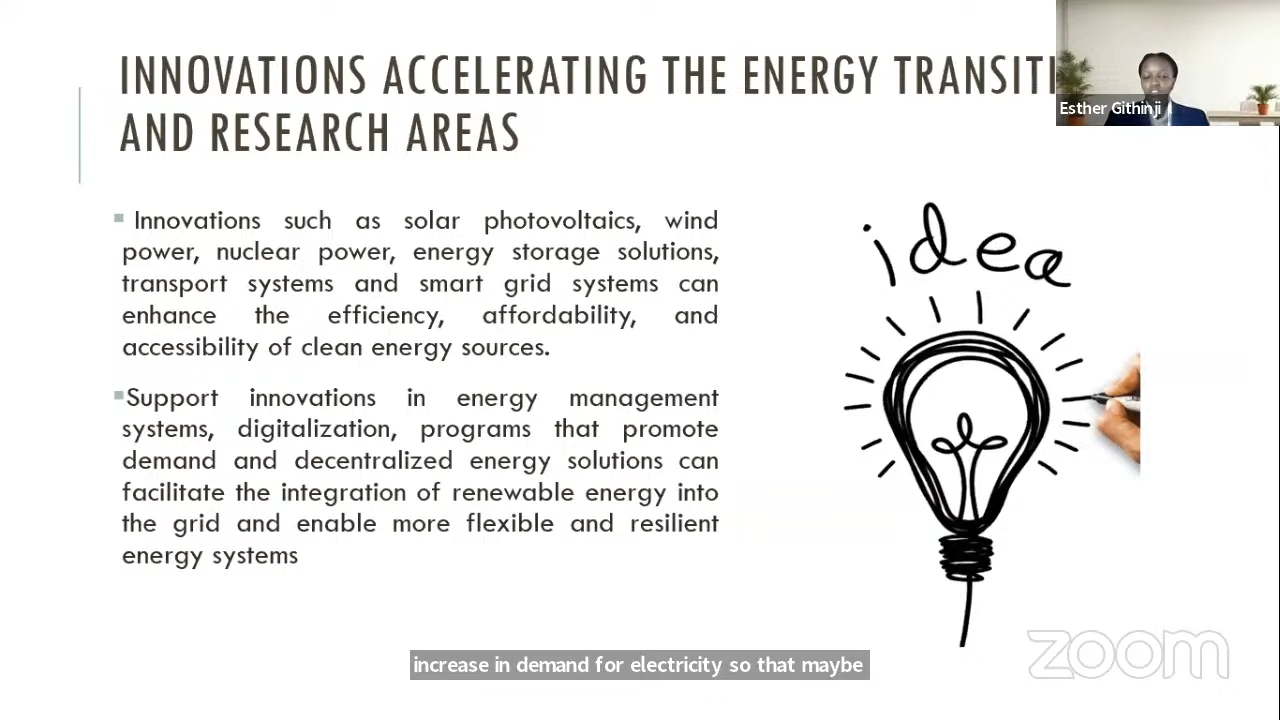 INNOVATIONS ACCELERATING THE ENERGY TRANSITI
AND RESEARCH AREAS
Esther Githinji
Innovations such as solar photovoltaics, wind
power, nuclear power, energy storage solutions,
transport systems and smart grid systems can
enhance the efficiency, affordability, and
accessibility of clean energy sources.
Support innovations in energy management
systems, digitalization, programs that promote
demand and decentralized energy solutions can
facilitate the integration of renewable energy into
the grid and enable more flexible and resilient
energy systems
idea
increase in demand for electricity so that maybe
zoom